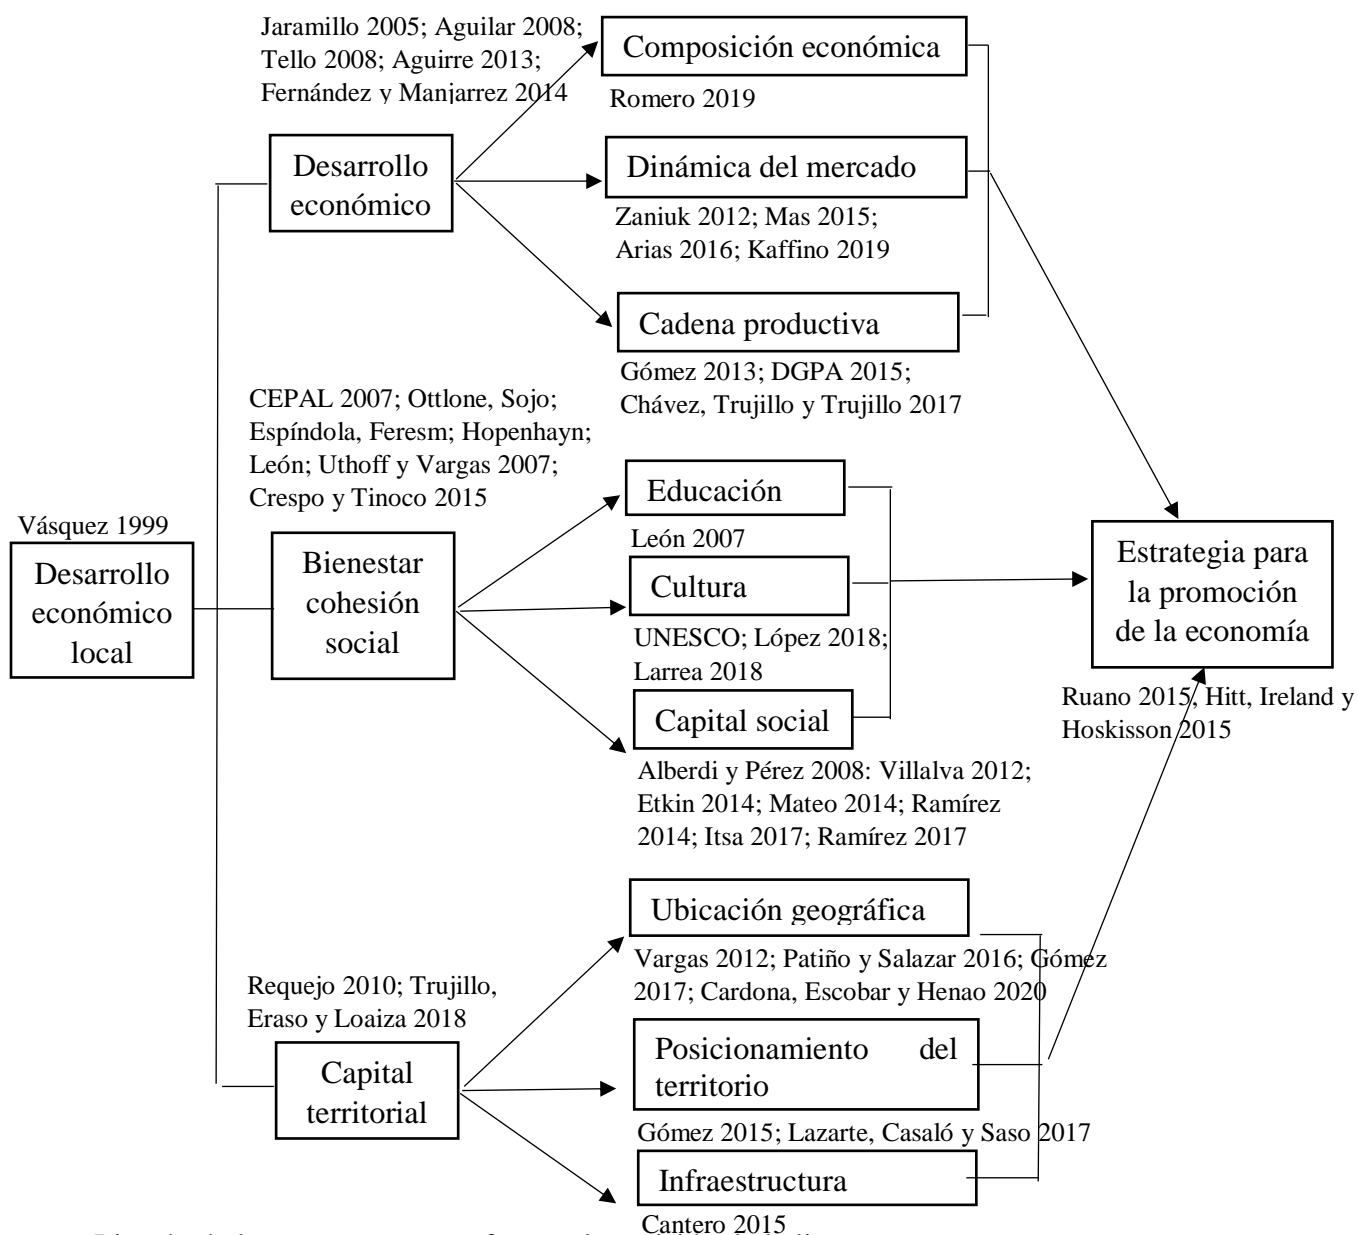 Jaramillo 2005; Aguilar 2008;
Tello 2008; Aguirre 2013;
Fernández y Manjarrez 2014
Composición económica
Romero 2019
Desarrollo
económico
Dinámica del mercado
Zaniuk 2012; Mas 2015;
Arias 2016; Kaffino 2019
Cadena productiva
Gómez 2013; DGPA 2015;
Chávez, Trujillo y Trujillo 2017
CEPAL 2007; Ottlone, Sojo;
Espíndola, Feresm; Hopenhayn;
León; Uthoff y Vargas 2007;
Crespo y Tinoco 2015
Educación
León 2007
Vásquez 1999
Desarrollo
económico
local
Bienestar
cohesión
social
Cultura
UNESCO; López 2018;
Larrea 2018
Capital social
Alberdi y Pérez 2008: Villalva 2012;
Etkin 2014; Mateo 2014; Ramírez
2014; Itsa 2017; Ramírez 2017
Estrategia para
la promoción
de la economía
Ruano 2015, Hitt, Ireland y
Hoskisson 2015
Ubicación geográfica
Vargas 2012; Patiño y Salazar 2016; Gómez
2017; Cardona, Escobar y Henao 2020
Requejo 2010; Trujillo,
Eraso y Loaiza 2018
Capital
territorial
Posicionamiento del
territorio
Gómez 2015; Lazarte, Casaló y Saso 2017
Infraestructura
Cantero 2015